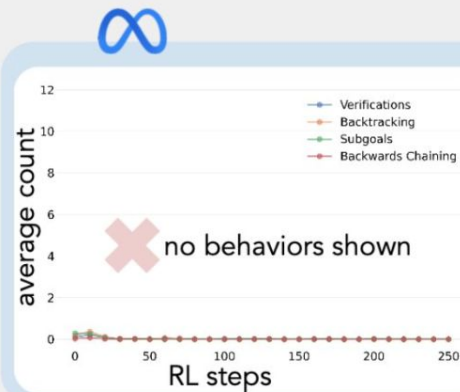 12
10
8
6
4
2
0
average count
Verifications
Backtracking
Subgoals
Backwards Chaining
no behaviors shown
0 50 100 150 200 250
RL steps